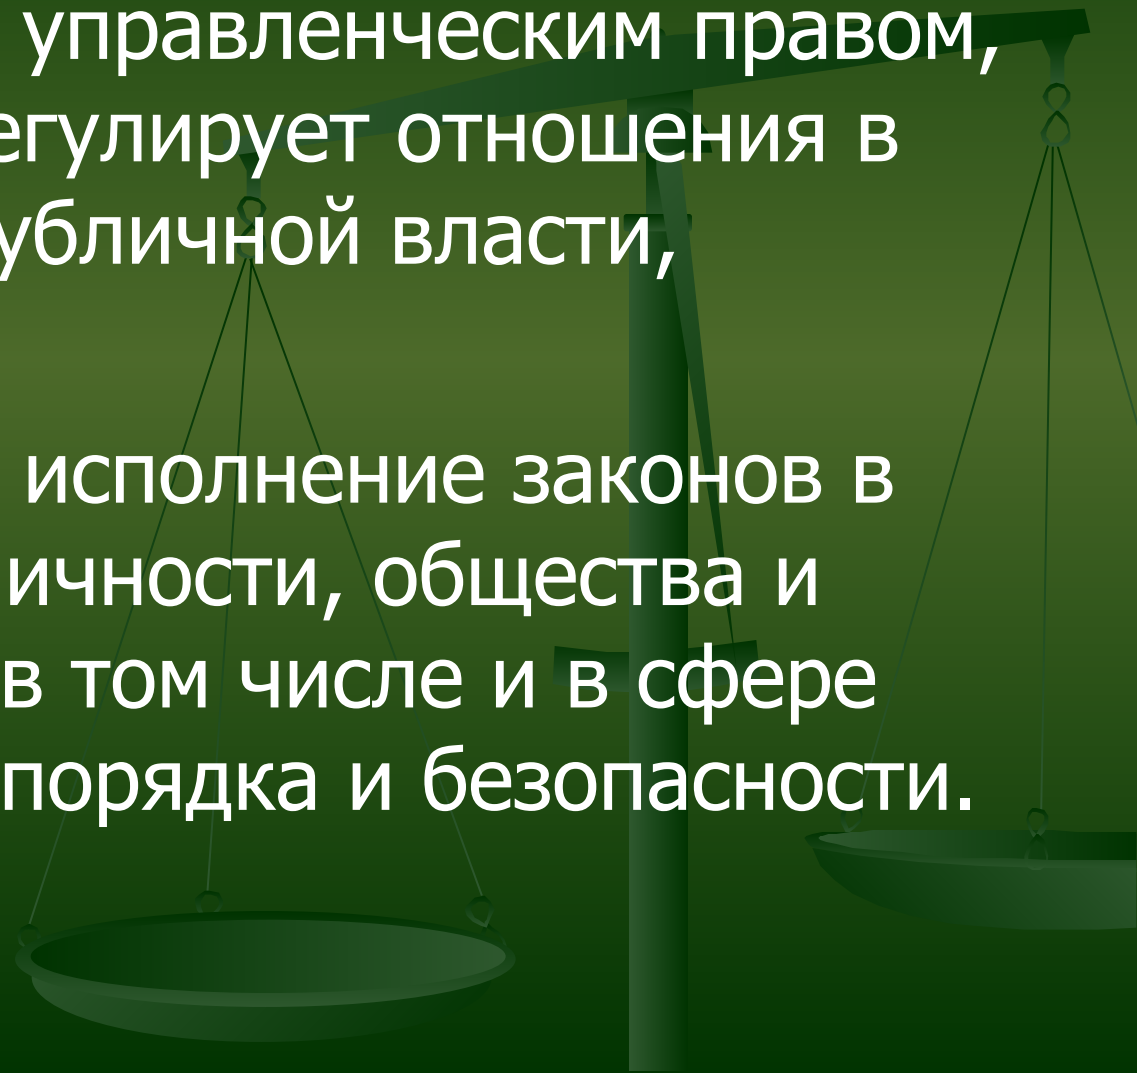 управленческим правом,
егулирует отношения в
убличной власти,
исполнение законов в
ичности, общества и
в том числе и в сфере
порядка и безопасности.